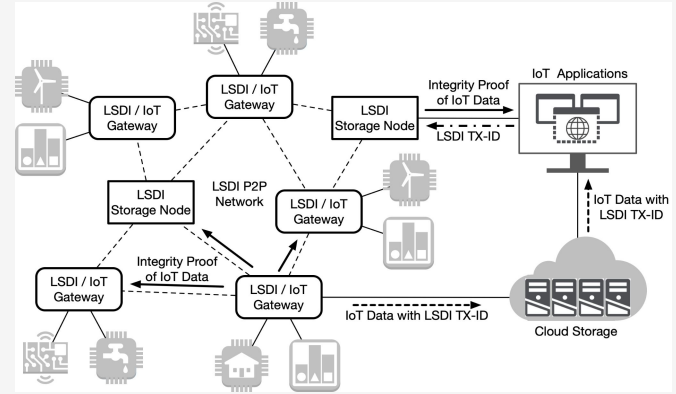 IoT Applications
LSDI / IoT
Gateway
Integrity Proof
of IoT Data
LSDI / IoT
Gateway
LSDI
Storage Node
LSDI TX-ID
LSDI
Storage Node
LSDI P2P
Network
LSDI / IoT
Gateway
IoT Data with
LSDI TX-ID
Integrity Proof
of IoT Data
LSDI / IoT
Gateway
LSDI / IoT
Gateway
IoT Data with LSDI TX-ID
Cloud Storage